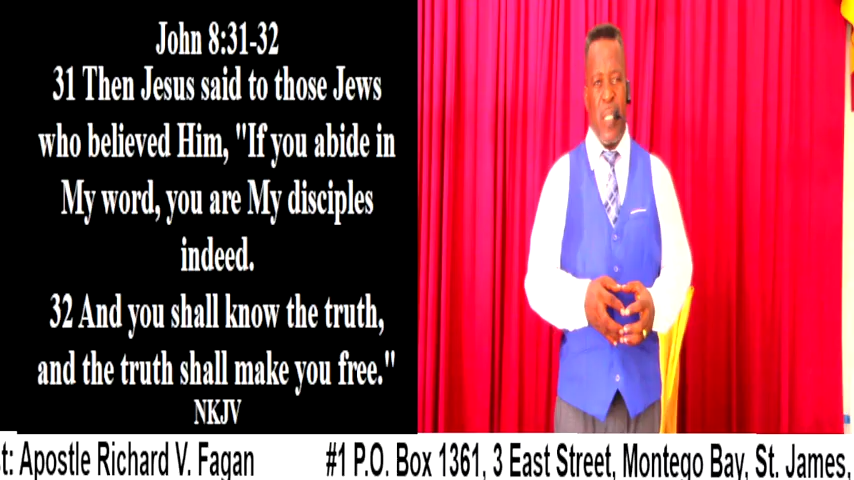 John 8:31-32
31 Then Jesus said to those Jews
who believed Him, "If you abide in
My word, you are My disciples
indeed.
32 And you shall know the truth,
and the truth shall make you free."
NKJV
t: Apostle Richard V. Fagan #1 P.O. Box 1361, 3 East Street, Montego Bay, St. James,